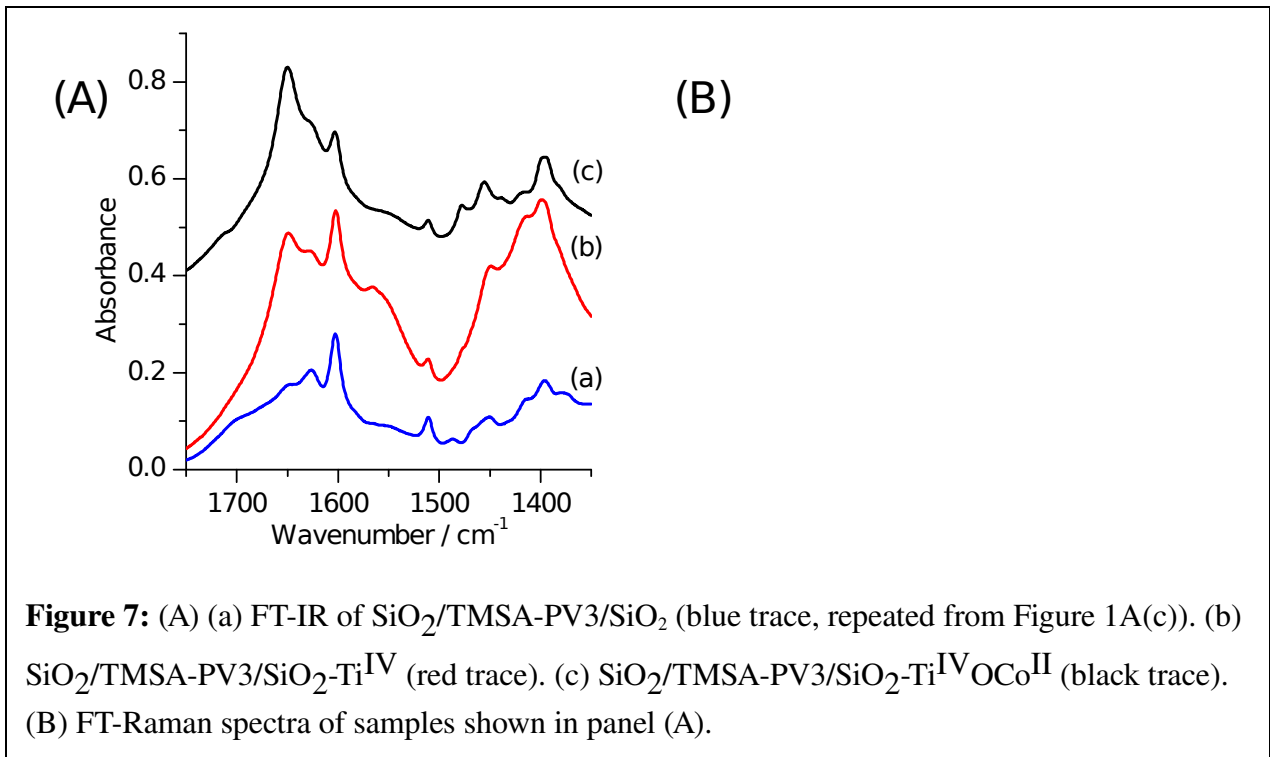 (A)
(B)
0.8
0.6
0.4
0.2
0.0
Absorbance
(c)
(b)
(a)
1700 1600 1500 1400
Wavenumber / cm⁻¹
Figure 7: (A) (a) FT-IR of SiO₂/TMSA-PV3/SiO₂ (blue trace, repeated from Figure 1A(c)). (b)
SiO₂/TMSA-PV3/SiO₂-Tiᴵⱽ (red trace). (c) SiO₂/TMSA-PV3/SiO₂-TiᴵⱽOCoᴵᴵ (black trace).
(B) FT-Raman spectra of samples shown in panel (A).